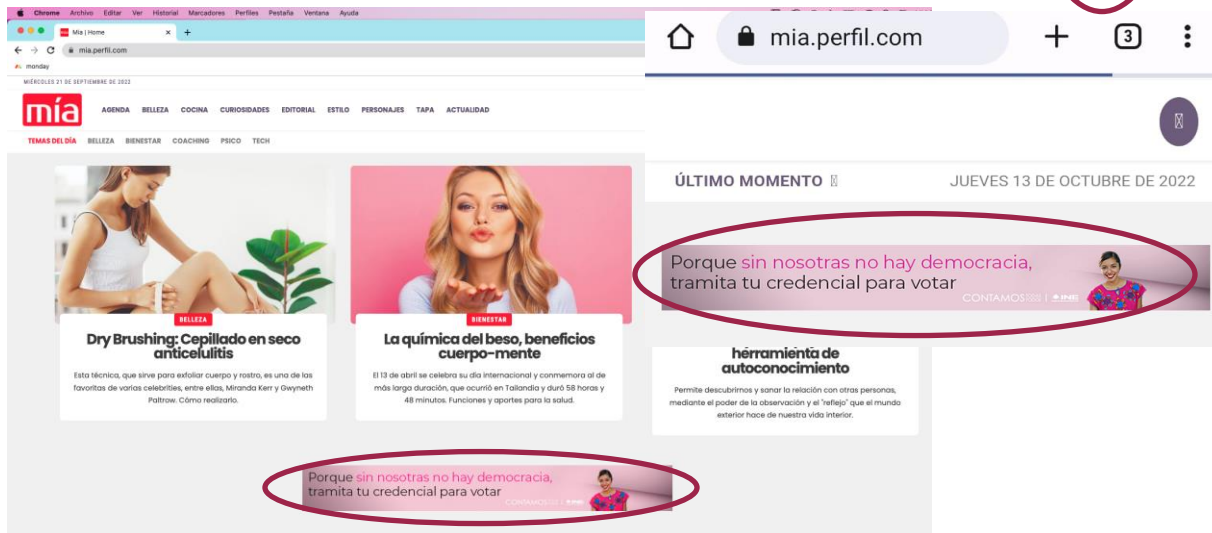 Chrome Archivo Editar Ver Historial Marcadores Perfiles Pestaña Ventana Ayuda
Mía | Home
mia.perfil.com
monday
MIÉRCOLES 21 DE SEPTIEMBRE DE 2022
mía
AGENDA BELLEZA COCINA CURIOSIDADES EDITORIAL ESTILO PERSONAJES TAPA ACTUALIDAD
TEMAS DEL DÍA BELLEZA BIENESTAR COACHING PSICO TECH
BELLEZA
Dry Brushing: Cepillado en seco
anticelulitis
Esta técnica, que sirve para exfoliar cuerpo y rostro, es una de las
favoritas de varias celebrities, entre ellas, Miranda Kerr y Gwyneth
Paltrow. Cómo realizarlo.
BIENESTAR
La química del beso, beneficios
cuerpo-mente
El 13 de abril se celebra su día internacional y conmemora al de
más larga duración, que ocurrió en Tailandia y duró 58 horas y
48 minutos. Funciones y aportes para la salud.
herramienta de
autoconocimiento
Permite descubrirnos y sanar la relación con otras personas,
mediante el poder de la observación y el "reflejo" que el mundo
exterior hace de nuestra vida interior.
Porque sin nosotras no hay democracia,
tramita tu credencial para votar
CONTAMOS
mia.perfil.com
3
ÚLTIMO MOMENTO
JUEVES 13 DE OCTUBRE DE 2022
Porque sin nosotras no hay democracia,
tramita tu credencial para votar
CONTAMOS | INE